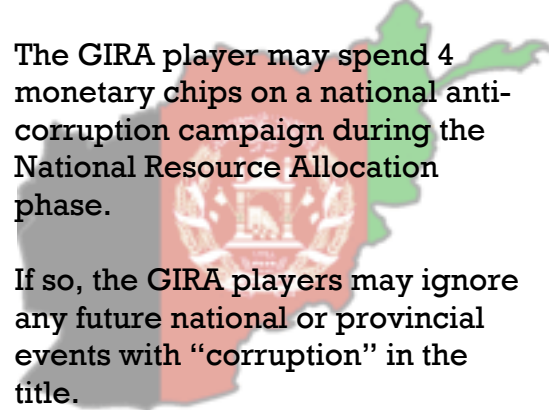 The GIRA player may spend 4
monetary chips on a national anti-
corruption campaign during the
National Resource Allocation
phase.
If so, the GIRA players may ignore
any future national or provincial
events with “corruption” in the
title.